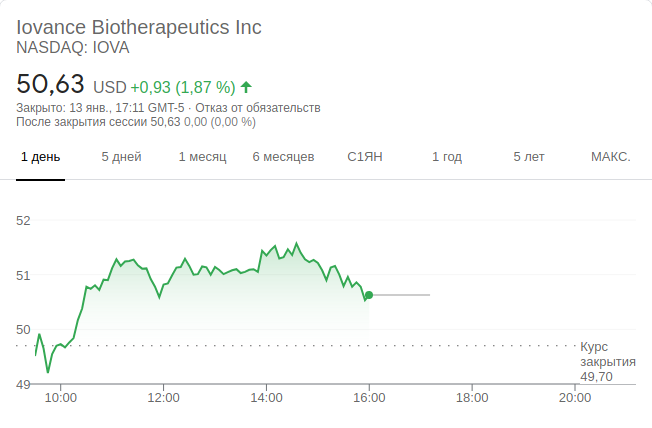 Iovance Biotherapeutics Inc
NASDAQ: IOVA
50,63 USD +0,93 (1,87 %)
Закрыто: 13 янв., 17:11 GMT-5 · Отказ от обязательств
После закрытия сессии 50,63 0,00 (0,00 %)
1 день 5 дней 1 месяц 6 месяцев С1ЯН 1 год 5 лет МАКС.
52
51
50
49
Курс
закрытия
49,70
10:00 12:00 14:00 16:00 18:00 20:00